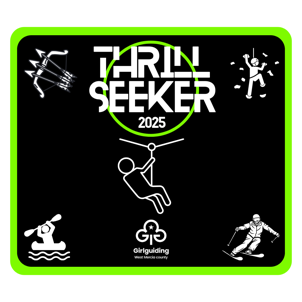 THRILL
SEEKER
2025
Girlguiding
West Mercia county